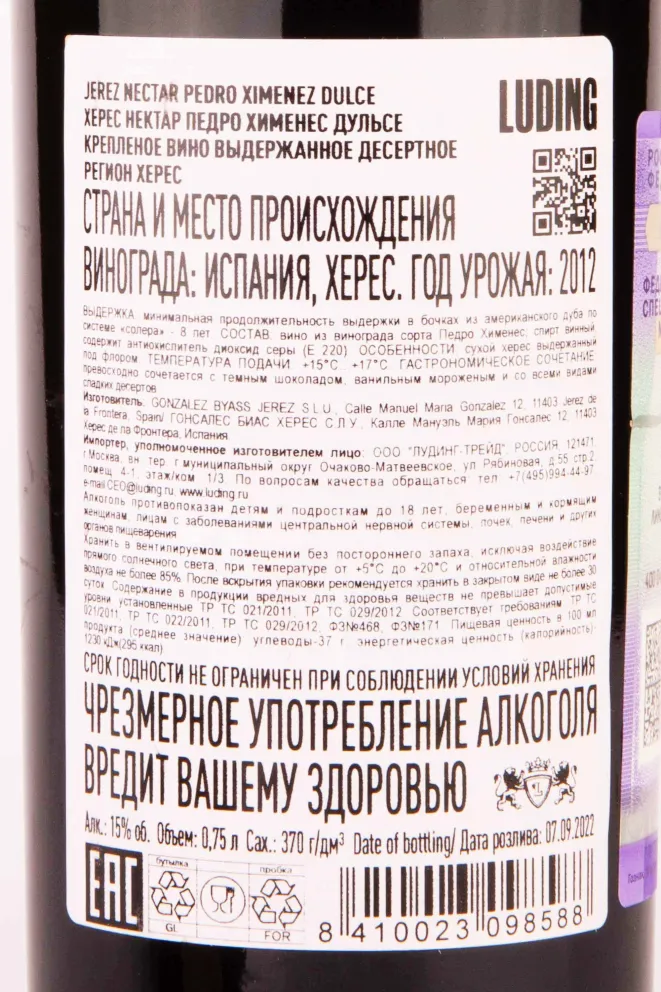 JEREZ NECTAR PEDRO XIMENEZ DULCE
ХЕРЕС НЕКТАР ПЕДРО ХИМЕНЕС ДУЛЬСЕ
КРЕПЛЕНОЕ ВИНО ВЫДЕРЖАННОЕ ДЕСЕРТНОЕ
РЕГИОН ХЕРЕС
LUDING
СТРАНА И МЕСТО ПРОИСХОЖДЕНИЯ
ВИНОГРАДА: ИСПАНИЯ, ХЕРЕС. ГОД УРОЖАЯ: 2012
ВЫДЕРЖКА: минимальная продолжительность выдержки в бочках из американского дуба по
системе «солера» - 8 лет. СОСТАВ: вино из винограда сорта Педро Хименес; спирт винный,
содержит антиокислитель диоксид серы (Е 220). ОСОБЕННОСТИ: сухой херес выдержанный
под флором. ТЕМПЕРАТУРА ПОДАЧИ: +15°С ... +17°С. ГАСТРОНОМИЧЕСКОЕ СОЧЕТАНИЕ:
превосходно сочетается с темным шоколадом, ванильным мороженым и со всеми видами
сладких десертов.
Изготовитель: GONZALEZ BYASS JEREZ S.L.U., Calle Manuel Maria Gonzalez 12, 11403 Jerez de
la Frontera, Spain/ ГОНСАЛЕС БИАС ХЕРЕС С.Л.У., Калле Мануэль Мария Гонсалес 12, 11403
Херес де ла Фронтера, Испания
Импортер, уполномоченное изготовителем лицо: ООО "ЛУДИНГ-ТРЕЙД", РОССИЯ, 121471,
г.Москва, вн. тер. г.муниципальный округ Очаково-Матвеевское, ул Рябиновая, д.55, стр.2,
помещ. 4-1, этаж/ком. 1/3. По вопросам качества обращаться: тел. +7(495)994-44-97
e-mail CEO@luding.ru, www.luding.ru
Алкоголь противопоказан детям и подросткам до 18 лет, беременным и кормящим
женщинам, лицам с заболеваниями центральной нервной системы, почек, печени и других
органов пищеварения
Хранить в вентилируемом помещении без постороннего запаха, исключая воздействие
прямого солнечного света, при температуре от +5°С до +20°С и относительной влажности
воздуха не более 85%. После вскрытия упаковки рекомендуется хранить в закрытом виде не более 30
суток. Содержание в продукции вредных для здоровья веществ не превышает допустимые
уровни установленные ТР ТС 021/2011, ТР ТС 029/2012. Соответствует требованиям ТР ТС
021/2011, ТР ТС 022/2011, ТР ТС 029/2012, ФЗ№468, ФЗ№171. Пищевая ценность в 100 мл
продукта (среднее значение): углеводы-37 г, энергетическая ценность (калорийность):
1230 кДж(295 ккал)
СРОК ГОДНОСТИ НЕ ОГРАНИЧЕН ПРИ СОБЛЮДЕНИИ УСЛОВИЙ ХРАНЕНИЯ
ЧРЕЗМЕРНОЕ УПОТРЕБЛЕНИЕ АЛКОГОЛЯ
ВРЕДИТ ВАШЕМУ ЗДОРОВЬЮ
Алк.: 15% об. Объем: 0,75 л Сах.: 370 г/дм³ Date of bottling/ Дата розлива: 07.09.2022
EAC
бутылка
GL
пробка
FOR
8 410023 098588